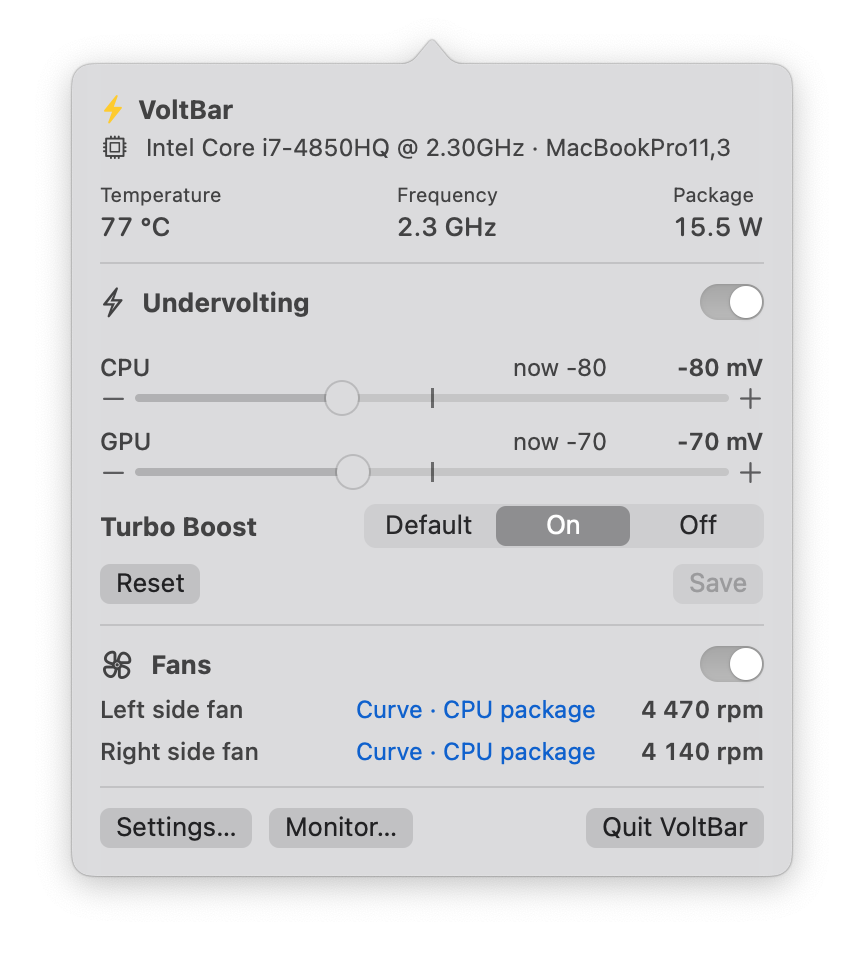 VoltBar
Intel Core i7-4850HQ @ 2.30GHz · MacBookPro11,3
Temperature Frequency Package
77 °C 2.3 GHz 15.5 W
Undervolting
CPU now -80 -80 mV
GPU now -70 -70 mV
Turbo Boost Default On Off
Reset Save
Fans
Left side fan Curve · CPU package 4 470 rpm
Right side fan Curve · CPU package 4 140 rpm
Settings... Monitor... Quit VoltBar